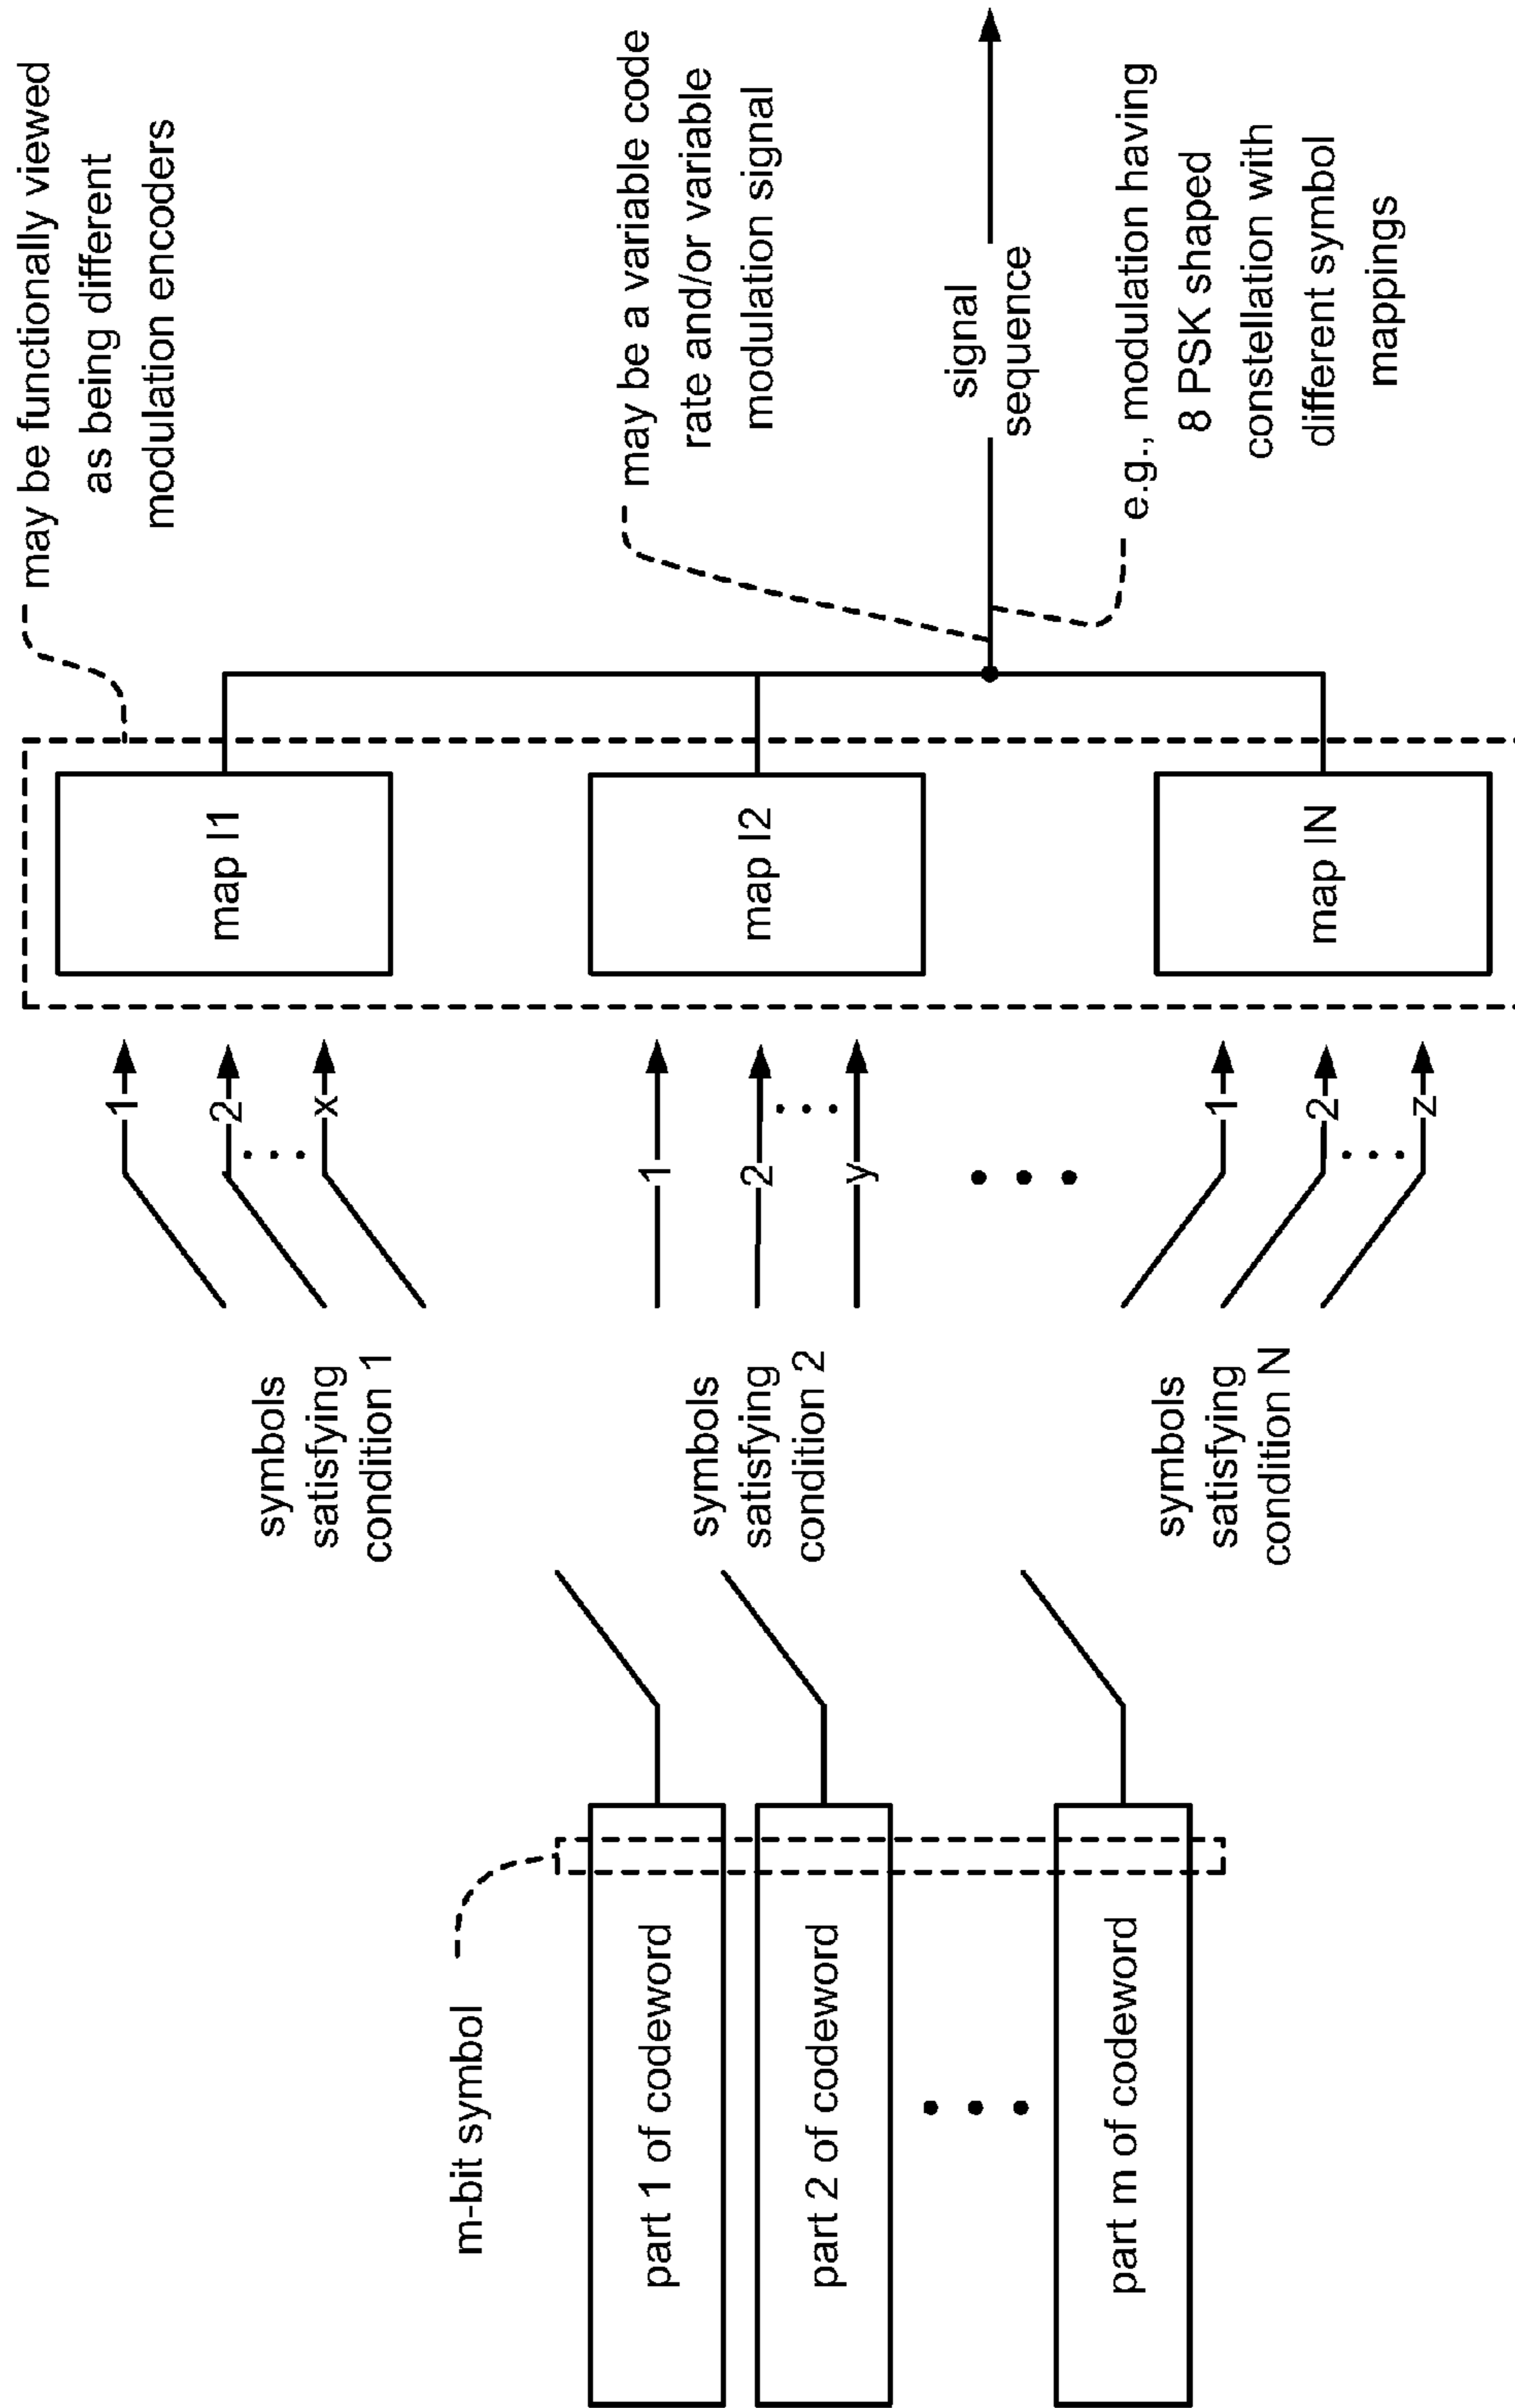 m-bit symbol
part 1 of codeword
part 2 of codeword
part m of codeword
symbols
satisfying
condition 1
symbols
satisfying
condition 2
symbols
satisfying
condition N
1
2
x
1
2
y
1
2
z
map I1
map I2
map IN
may be functionally viewed
as being different
modulation encoders
may be a variable code
rate and/or variable
modulation signal
signal
sequence
e.g., modulation having
8 PSK shaped
constellation with
different symbol
mappings